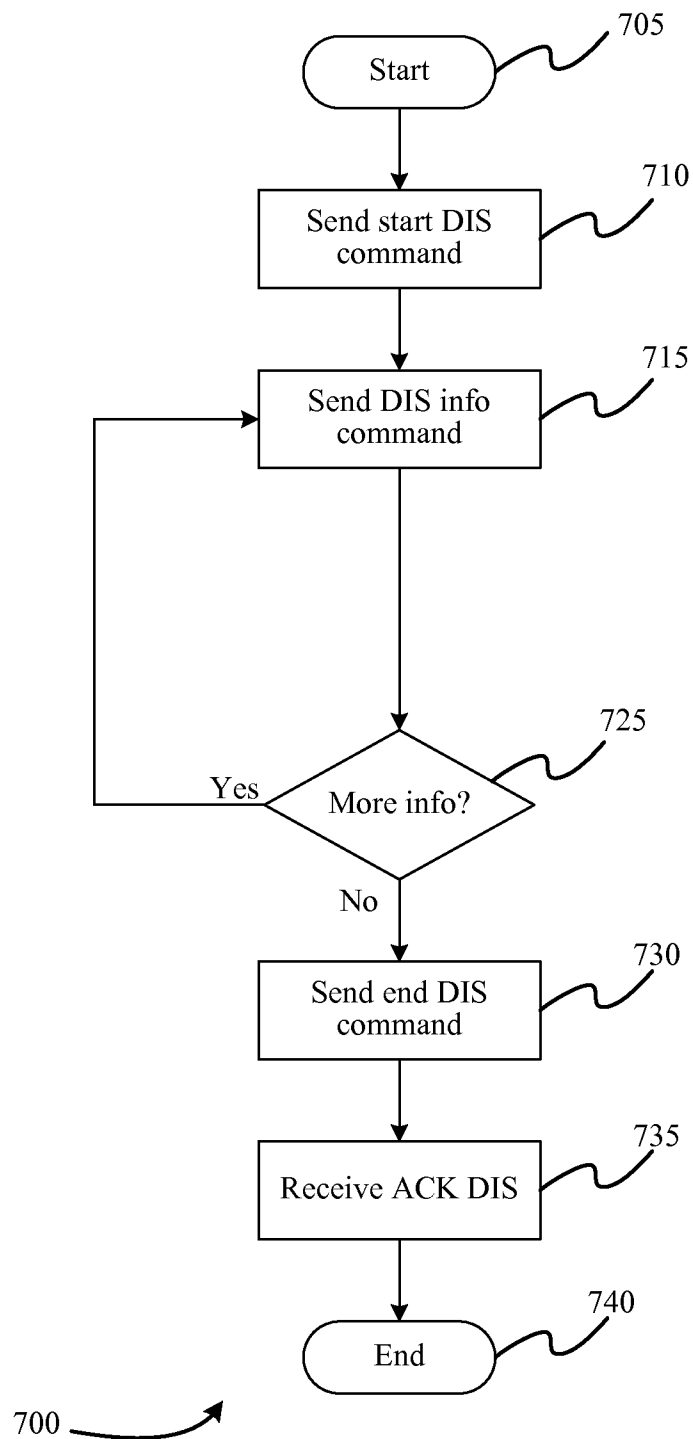 705
Start
710
Send start DIS
command
715
Send DIS info
command
725
Yes
More info?
No
730
Send end DIS
command
735
Receive ACK DIS
740
End
700